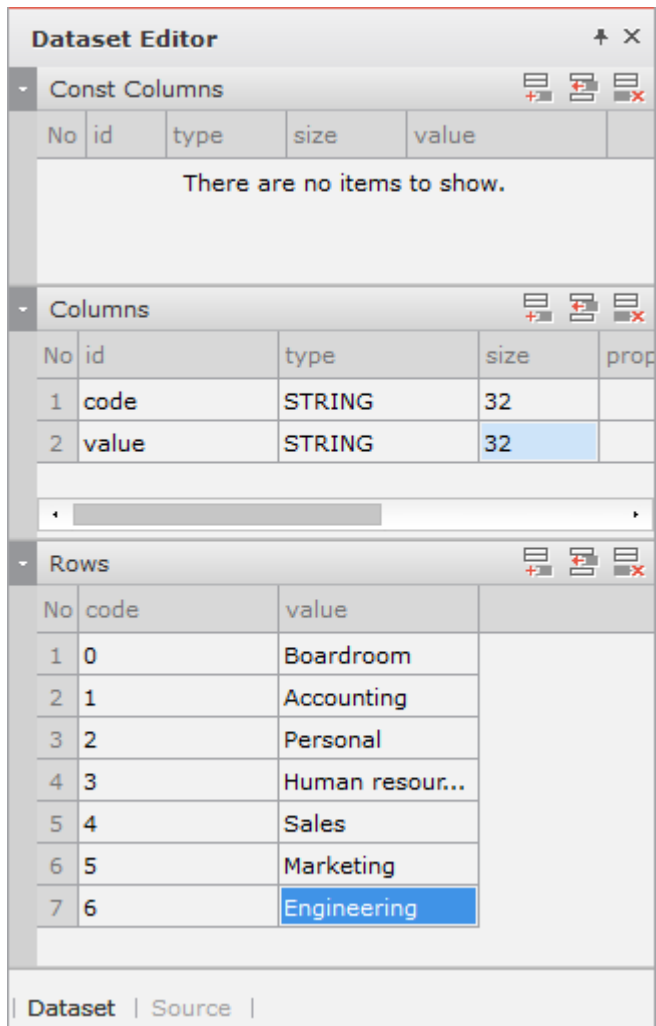 Dataset Editor
Const Columns
No id type size value
There are no items to show.
Columns
No id type size prop
1 code STRING 32
2 value STRING 32
Rows
No code value
1 0 Boardroom
2 1 Accounting
3 2 Personal
4 3 Human resour...
5 4 Sales
6 5 Marketing
7 6 Engineering
| Dataset | Source |